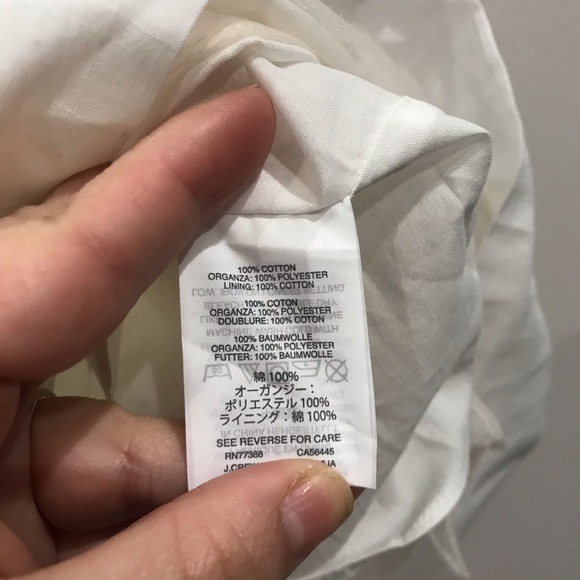 100% COTTON
ORGANZA: 100% POLYESTER
LINING: 100% COTTON
100% COTON
ORGANZA: 100% POLYESTER
DOUBLURE: 100% COTON
100% BAUMWOLLE
ORGANZA: 100% POLYESTER
FUTTER: 100% BAUMWOLLE
綿 100%
オーガンジー：
ポリエステル 100%
ライニング： 綿 100%
SEE REVERSE FOR CARE
RN77388 CA56445
J.CREW